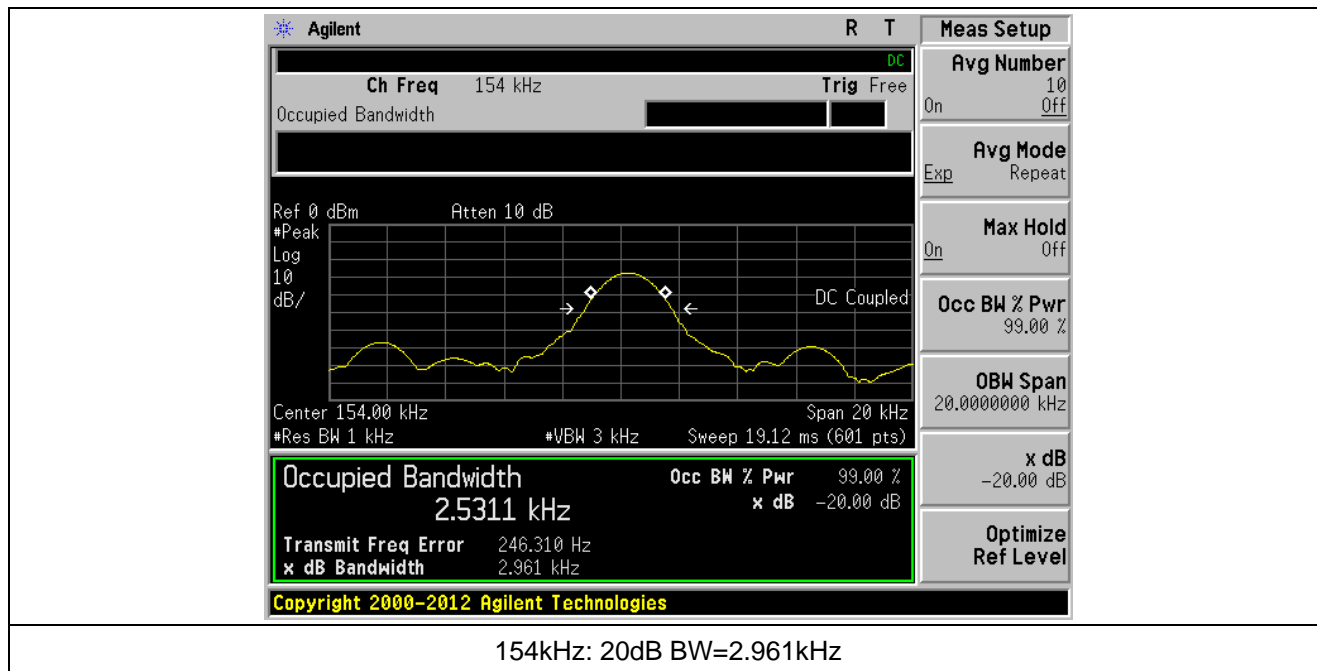 Agilent R T
DC
Ch Freq 154 kHz Trig Free
Occupied Bandwidth
Ref 0 dBm Atten 10 dB
#Peak
Log
10
dB/
DC Coupled
Center 154.00 kHz Span 20 kHz
#Res BW 1 kHz #VBW 3 kHz Sweep 19.12 ms (601 pts)
Occupied Bandwidth
2.5311 kHz
Occ BW % Pwr 99.00 %
x dB -20.00 dB
Transmit Freq Error 246.310 Hz
x dB Bandwidth 2.961 kHz
Copyright 2000-2012 Agilent Technologies
Meas Setup
Avg Number
10
On Off
Avg Mode
Exp Repeat
Max Hold
On Off
Occ BW % Pwr
99.00 %
OBW Span
20.0000000 kHz
x dB
-20.00 dB
Optimize
Ref Level
154kHz: 20dB BW=2.961kHz